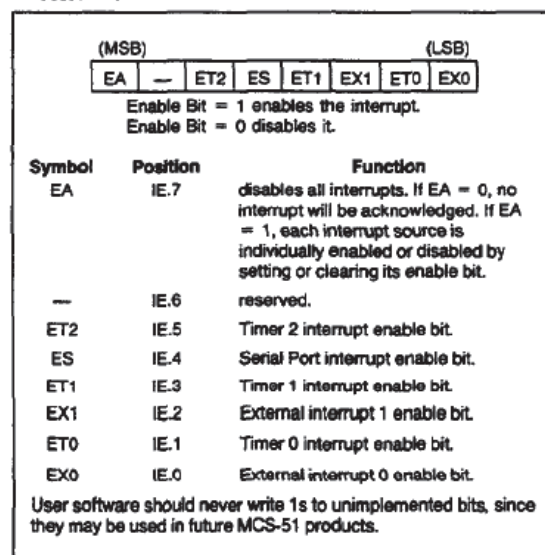 (MSB) (LSB)
EA — ET2 ES ET1 EX1 ET0 EX0
Enable Bit = 1 enables the interrupt.
Enable Bit = 0 disables it.
Symbol Position Function
EA IE.7 disables all interrupts. If EA = 0, no
interrupt will be acknowledged. If EA
= 1, each interrupt source is
individually enabled or disabled by
setting or clearing its enable bit.
— IE.6 reserved.
ET2 IE.5 Timer 2 interrupt enable bit.
ES IE.4 Serial Port interrupt enable bit.
ET1 IE.3 Timer 1 interrupt enable bit.
EX1 IE.2 External interrupt 1 enable bit.
ET0 IE.1 Timer 0 interrupt enable bit.
EX0 IE.0 External interrupt 0 enable bit.
User software should never write 1s to unimplemented bits, since
they may be used in future MCS-51 products.